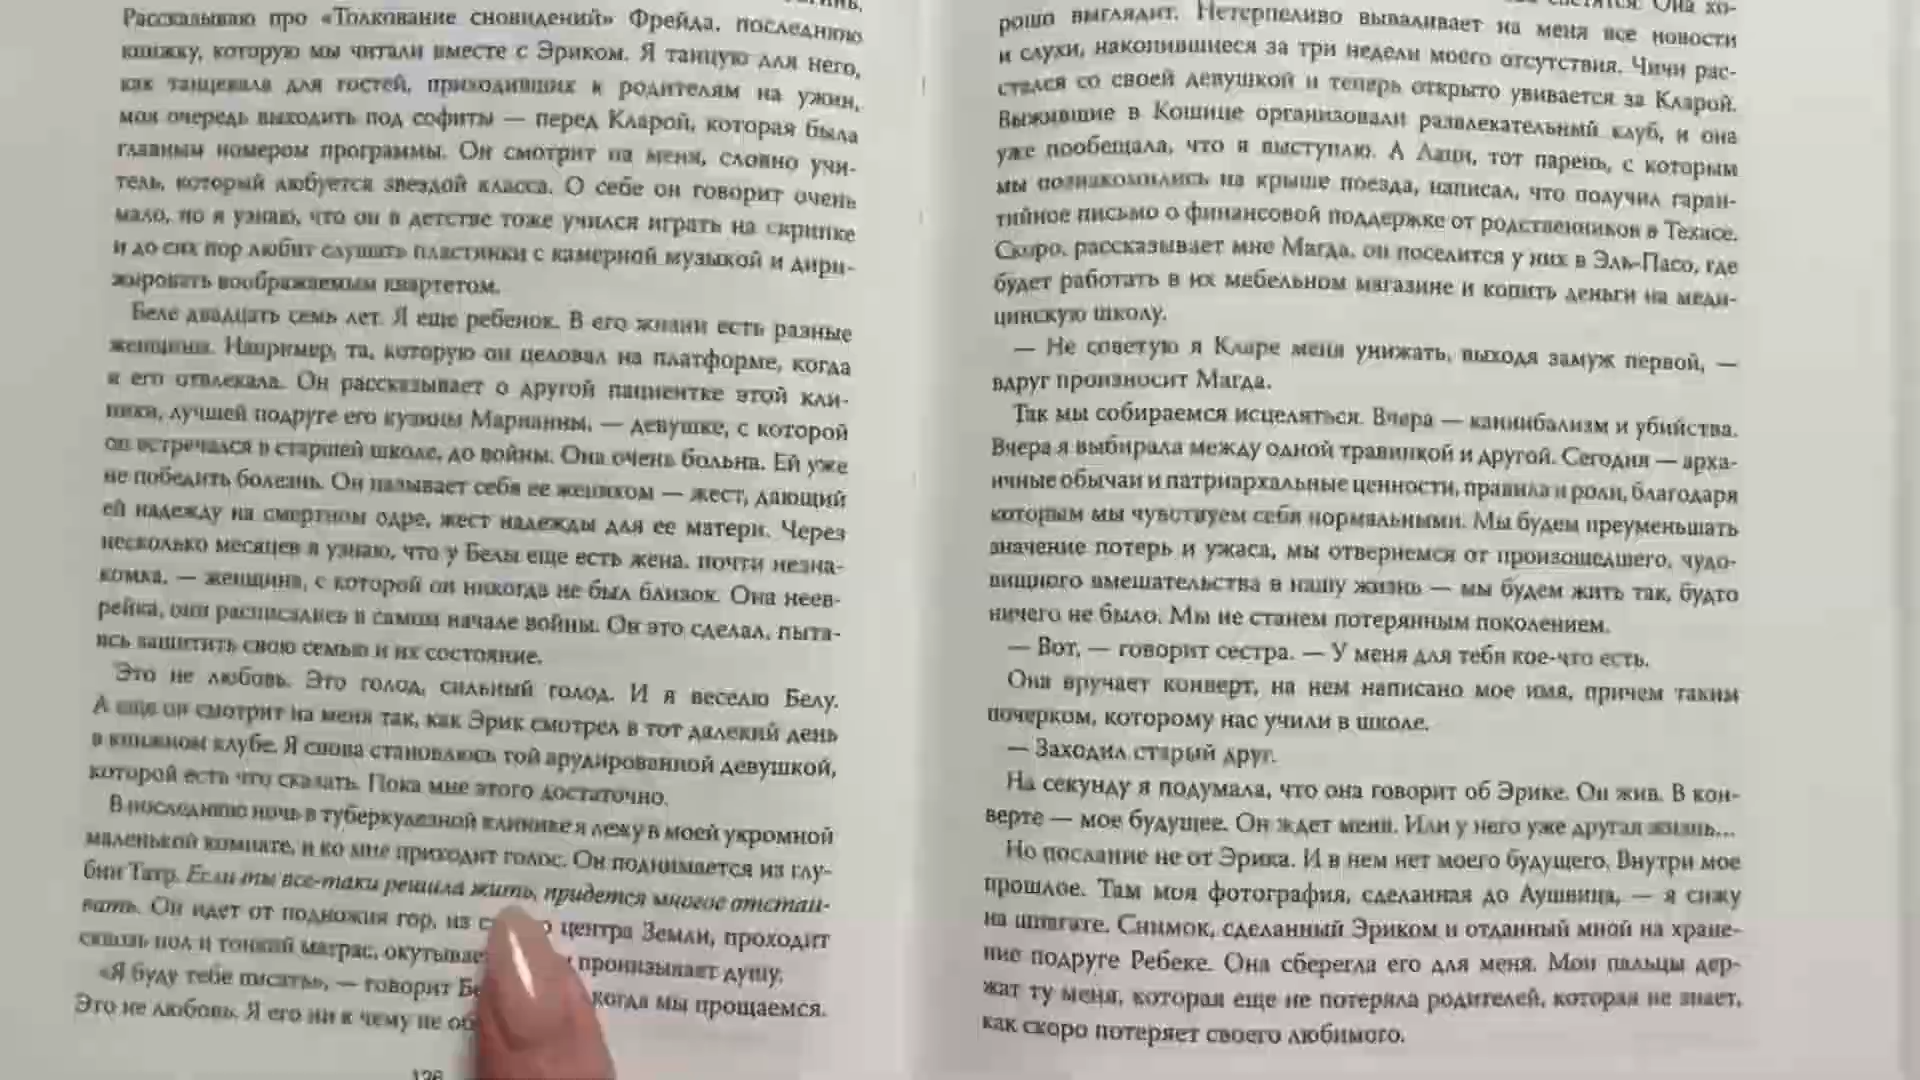 Рассказываю про «Толкование сновидений» Фрейда, последнюю
книжку, которую мы читали вместе с Эриком. Я танцую для него,
как танцевала для гостей, приходивших к родителям на ужин,
моя очередь выходить под софиты — перед Кларой, которая была
главным номером программы. Он смотрит на меня, словно учи-
тель, который любуется звездой класса. О себе он говорит очень
мало, но я узнаю, что он в детстве тоже учился играть на скрипке
и до сих пор любит слушать пластинки с камерной музыкой и дири-
жировать воображаемым квартетом.
Беле двадцать семь лет. Я еще ребенок. В его жизни есть разные
женщины. Например, та, которую он целовал на платформе, когда
я его отвлекала. Он рассказывает о другой пациентке этой кли-
ники, лучшей подруге его кузины Марианны, — девушке, с которой
он встречался в старшей школе, до войны. Она очень больна. Ей уже
не победить болезнь. Он называет себя ее женихом — жест, дающий
ей надежду на смертном одре, жест надежды для ее матери. Через
несколько месяцев я узнаю, что у Белы еще есть жена, почти незна-
комка, — женщина, с которой он никогда не был близок. Она неев-
рейка, они расписались в самом начале войны. Он это сделал, пыта-
ясь защитить свою семью и их состояние.
Это не любовь. Это голод, сильный голод. И я веселю Белу.
А еще он смотрит на меня так, как Эрик смотрел в тот далекий день
в книжном клубе. Я снова становлюсь той эрудированной девушкой,
которой есть что сказать. Пока мне этого достаточно.
В последнюю ночь в туберкулезной клинике я лежу в моей укромной
маленькой комнате, и ко мне приходит голос. Он поднимается из глу-
бин Татр. Если ты все-таки решила жить, придется многое отстаи-
вать. Он идет от подножия гор, из центра Земли, проходит
сквозь пол и тонкий матрас, окутывает пронизывает душу.
«Я буду тебе писать», — говорит когда мы прощаемся.
Это не любовь. Я его ни к чему не об
126
рошо выглядит. Нетерпеливо вываливает на меня все новости
и слухи, накопившиеся за три недели моего отсутствия. Чичи рас-
стался со своей девушкой и теперь открыто увивается за Кларой.
Выжившие в Кошице организовали развлекательный клуб, и она
уже пообещала, что я выступлю. А Лаци, тот парень, с которым
мы познакомились на крыше поезда, написал, что получил гаран-
тийное письмо о финансовой поддержке от родственников в Техасе.
Скоро, рассказывает мне Магда, он поселится у них в Эль-Пасо, где
будет работать в их мебельном магазине и копить деньги на меди-
цинскую школу.
— Не советую я Кларе меня унижать, выходя замуж первой, —
вдруг произносит Магда.
Так мы собираемся исцеляться. Вчера — каннибализм и убийства.
Вчера я выбирала между одной травинкой и другой. Сегодня — арха-
ичные обычаи и патриархальные ценности, правила и роли, благодаря
которым мы чувствуем себя нормальными. Мы будем преуменьшать
значение потерь и ужаса, мы отвернемся от произошедшего, чудо-
вищного вмешательства в нашу жизнь — мы будем жить так, будто
ничего не было. Мы не станем потерянным поколением.
— Вот, — говорит сестра. — У меня для тебя кое-что есть.
Она вручает конверт, на нем написано мое имя, причем таким
почерком, которому нас учили в школе.
— Заходил старый друг.
На секунду я подумала, что она говорит об Эрике. Он жив. В кон-
верте — мое будущее. Он ждет меня. Или у него уже другая жизнь...
Но послание не от Эрика. И в нем нет моего будущего. Внутри мое
прошлое. Там моя фотография, сделанная до Аушвица, — я сижу
на шпагате. Снимок, сделанный Эриком и отданный мной на хране-
ние подруге Ребеке. Она сберегла его для меня. Мои пальцы дер-
жат ту меня, которая еще не потеряла родителей, которая не знает,
как скоро потеряет своего любимого.